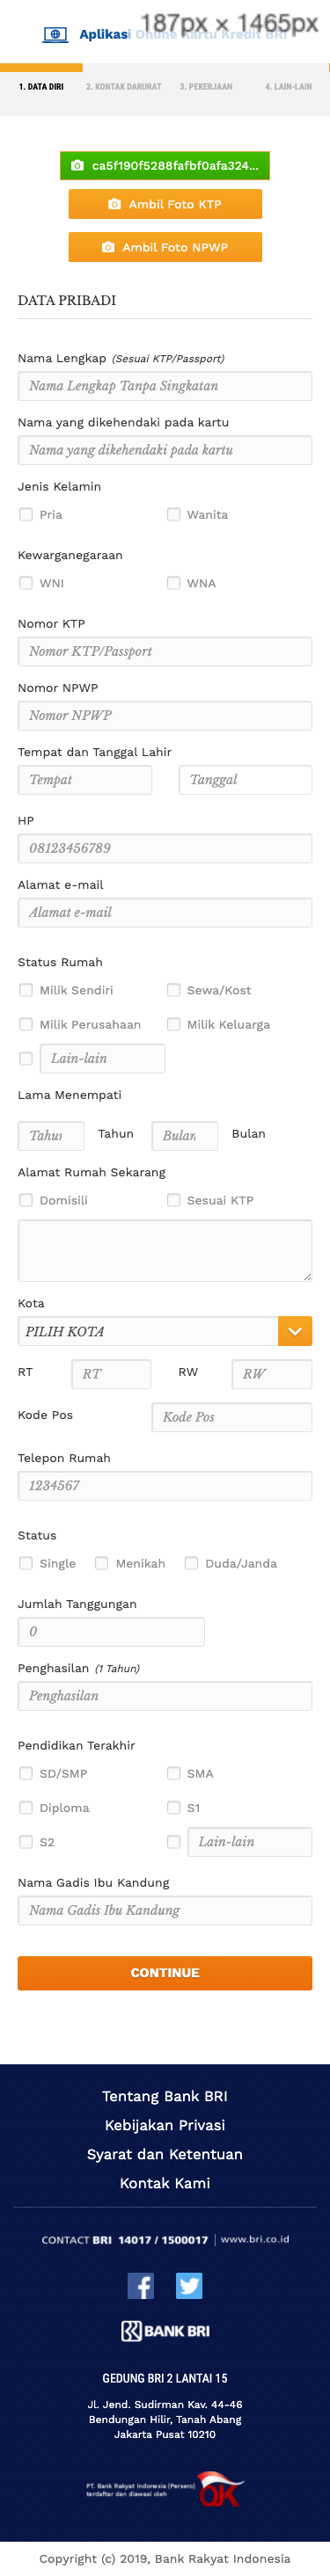 187px × 1465px
Aplikasi Online Kartu Kredit BRI
1. DATA DIRI 2. KONTAK DARURAT 3. PEKERJAAN 4. LAIN-LAIN
ca5f190f5288fafbf0afa324...
Ambil Foto KTP
Ambil Foto NPWP
DATA PRIBADI
Nama Lengkap (Sesuai KTP/Passport)
Nama Lengkap Tanpa Singkatan
Nama yang dikehendaki pada kartu
Nama yang dikehendaki pada kartu
Jenis Kelamin
Pria Wanita
Kewarganegaraan
WNI WNA
Nomor KTP
Nomor KTP/Passport
Nomor NPWP
Nomor NPWP
Tempat dan Tanggal Lahir
Tempat Tanggal
HP
08123456789
Alamat e-mail
Alamat e-mail
Status Rumah
Milik Sendiri Sewa/Kost
Milik Perusahaan Milik Keluarga
Lain-lain
Lama Menempati
Tahun Tahun Bulan Bulan
Alamat Rumah Sekarang
Domisili Sesuai KTP
Kota
PILIH KOTA
RT RT RW RW
Kode Pos Kode Pos
Telepon Rumah
1234567
Status
Single Menikah Duda/Janda
Jumlah Tanggungan
0
Penghasilan (1 Tahun)
Penghasilan
Pendidikan Terakhir
SD/SMP SMA
Diploma S1
S2 Lain-lain
Nama Gadis Ibu Kandung
Nama Gadis Ibu Kandung
CONTINUE
Tentang Bank BRI
Kebijakan Privasi
Syarat dan Ketentuan
Kontak Kami
CONTACT BRI 14017 / 1500017 | www.bri.co.id
BANK BRI
GEDUNG BRI 2 LANTAI 15
Jl. Jend. Sudirman Kav. 44-46
Bendungan Hilir, Tanah Abang
Jakarta Pusat 10210
PT. Bank Rakyat Indonesia (Persero)
terdaftar dan diawasi oleh
OJK
Copyright (c) 2019, Bank Rakyat Indonesia